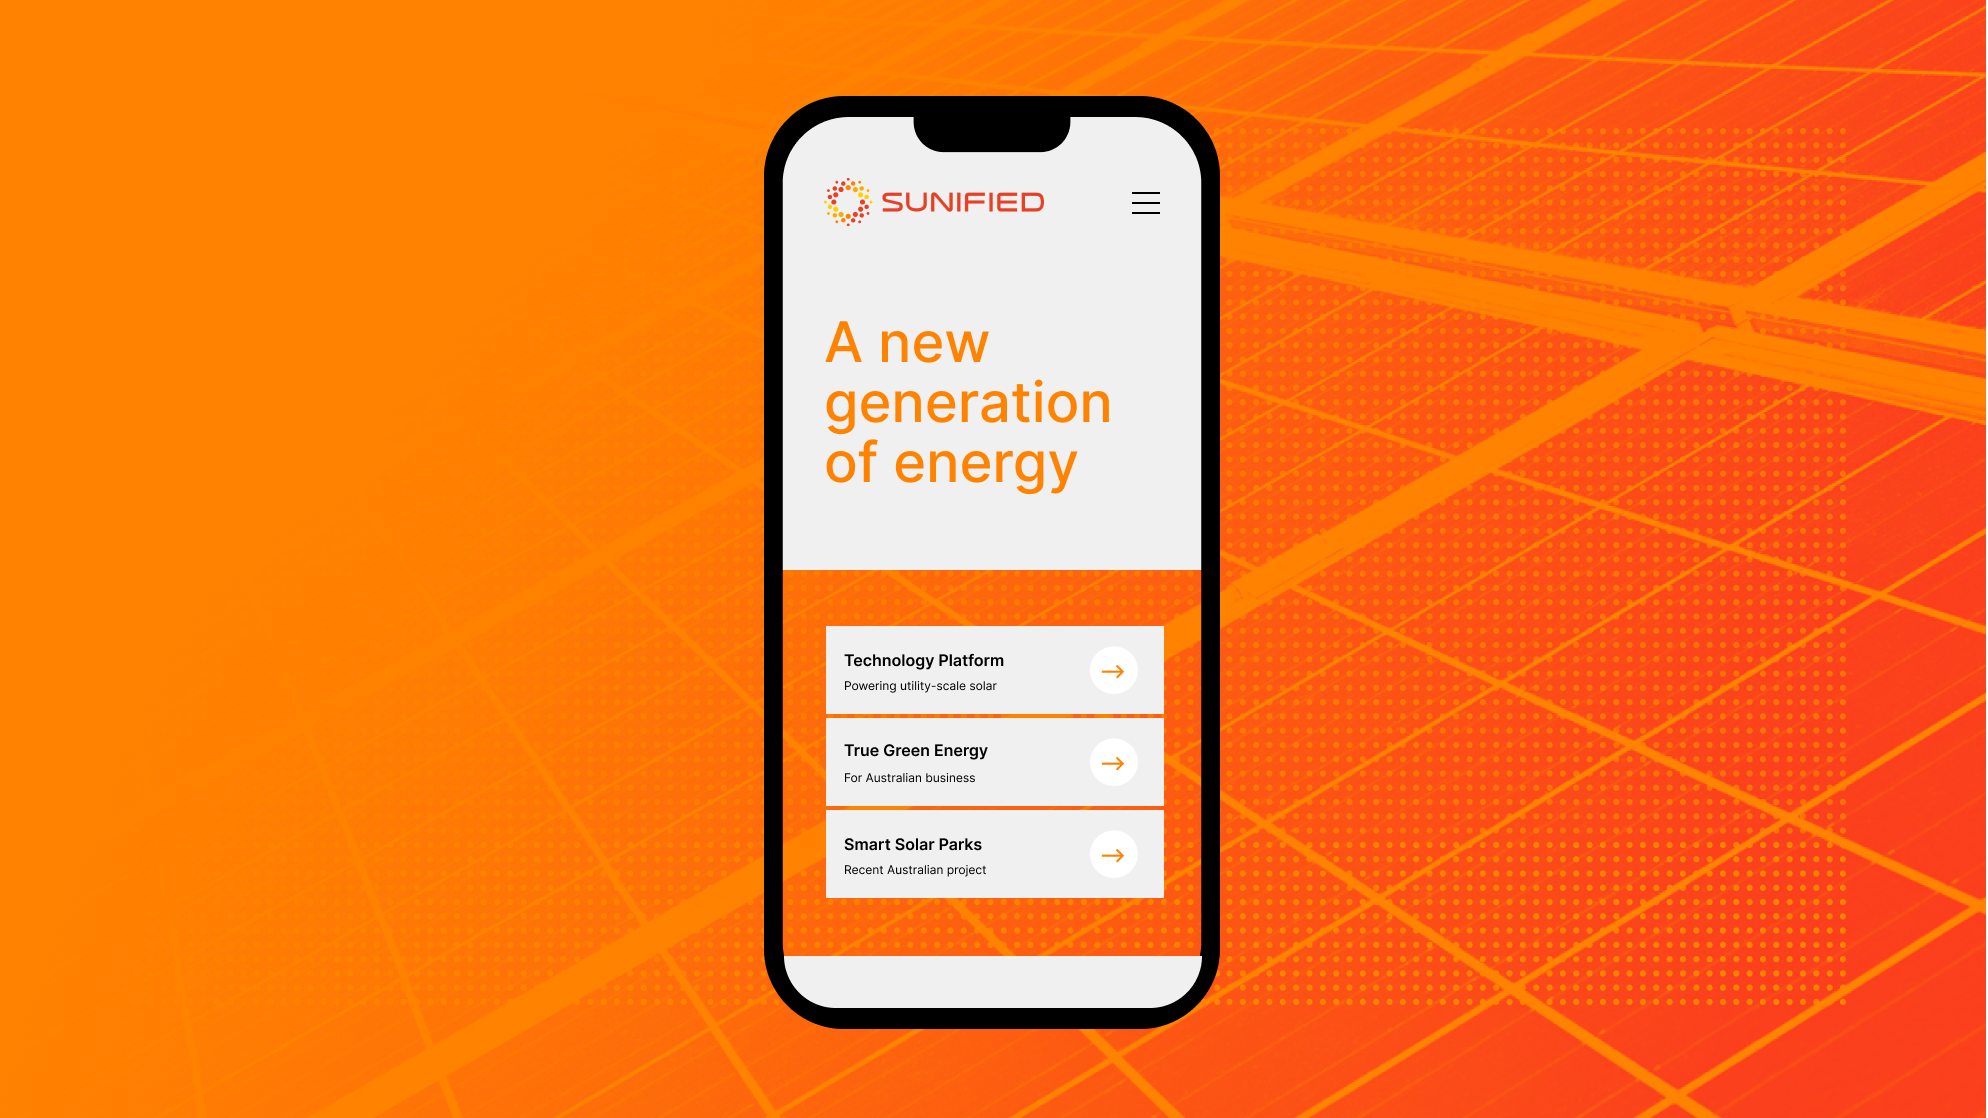 SUNIFIED
A new
generation
of energy
Technology Platform
Powering utility-scale solar
True Green Energy
For Australian business
Smart Solar Parks
Recent Australian project